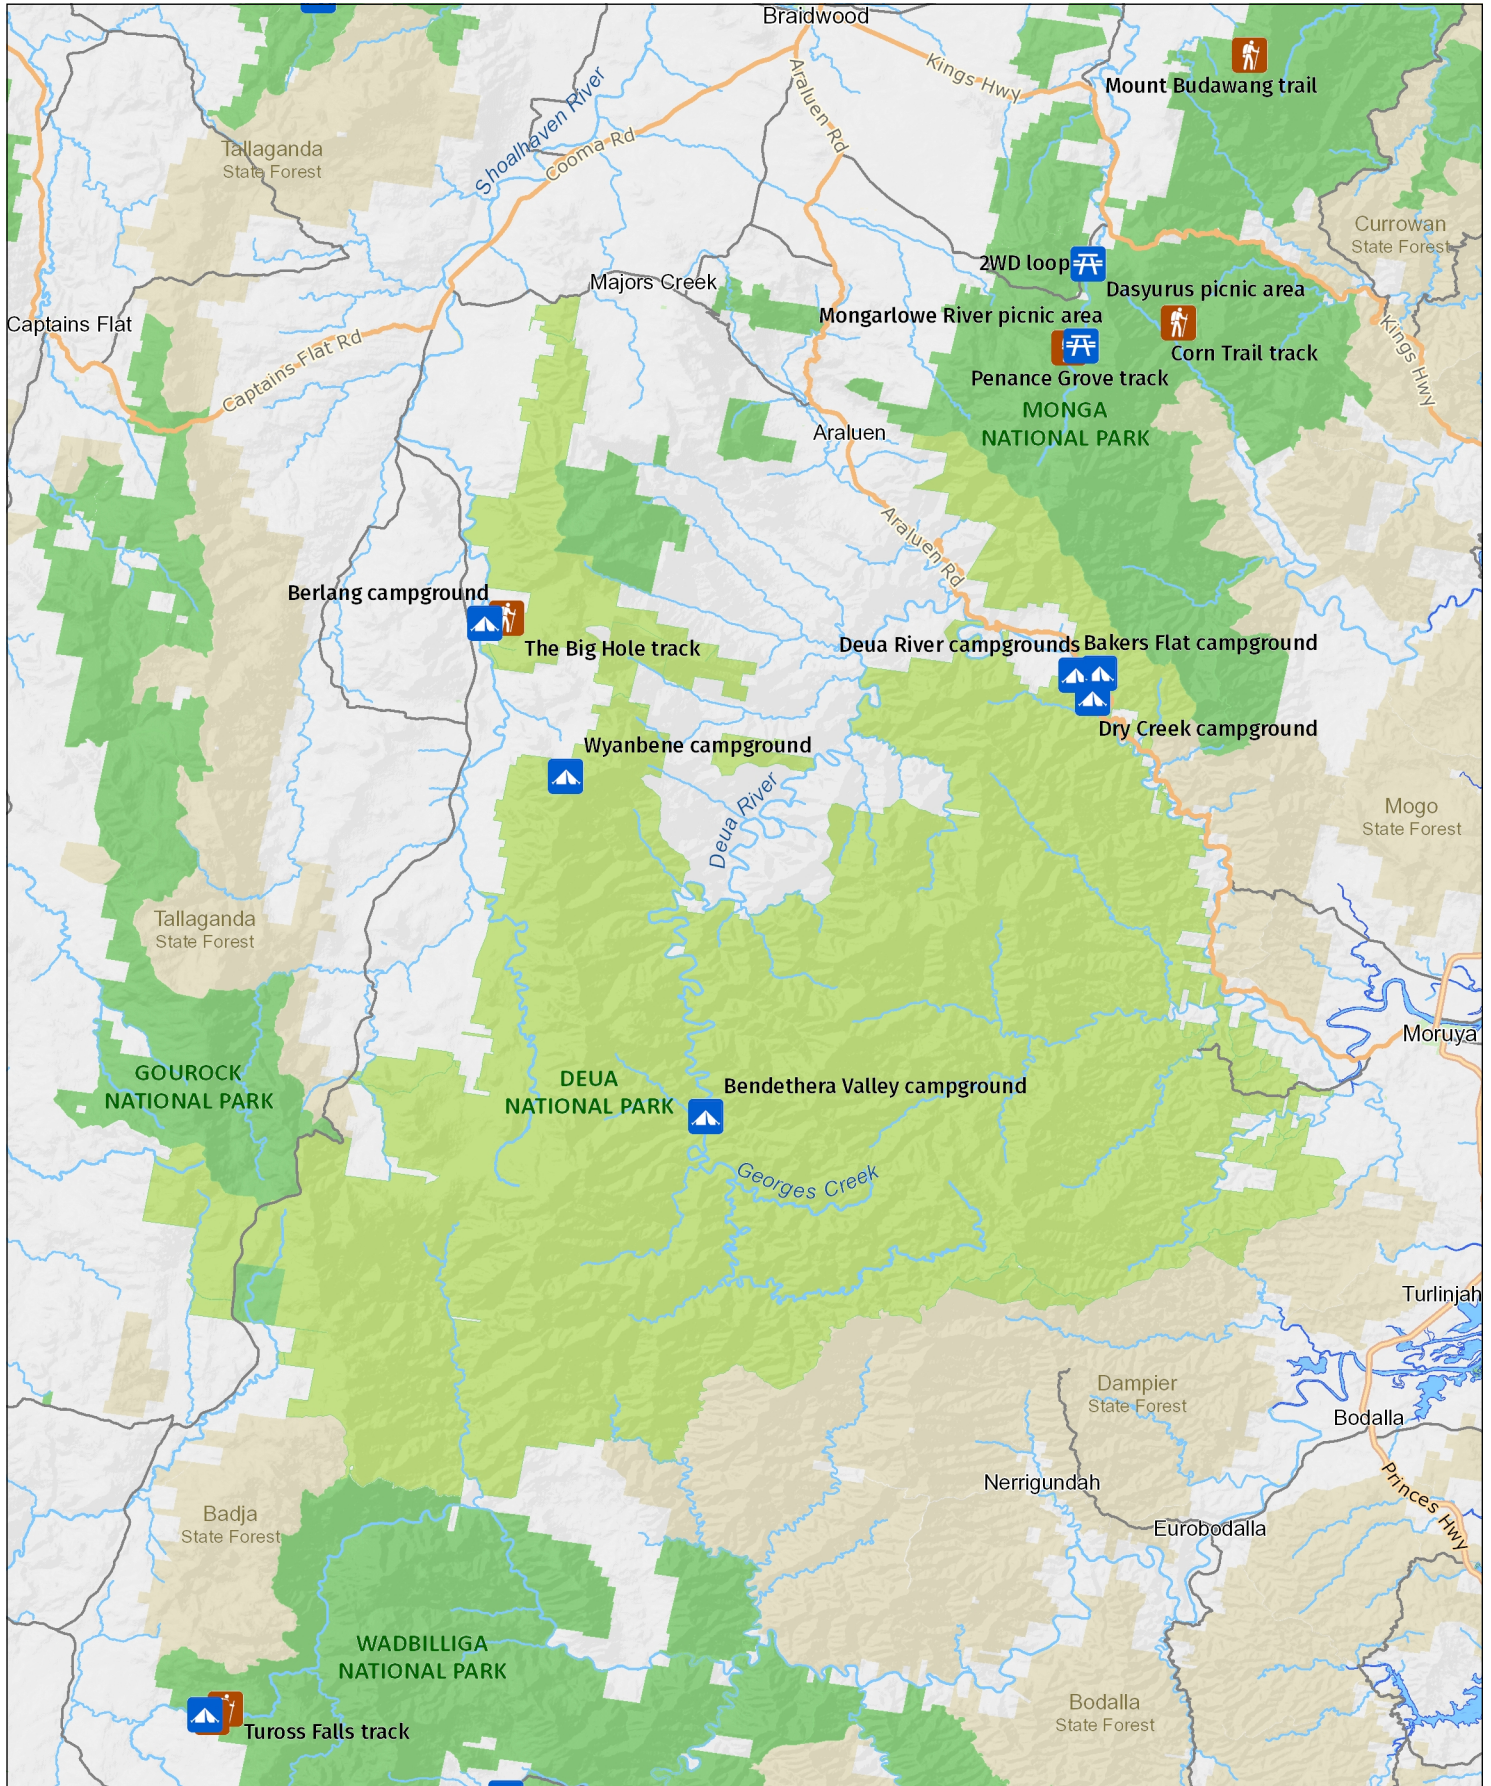 Braidwood
Kings Hwy
Mount Budawang trail
Araluen Rd
Shoalhaven River
Cooma Rd
Tallaganda
State Forest
Currowan
State Forest
2WD loop
Dasyurus picnic area
Majors Creek
Mongarlowe River picnic area
Captains Flat
Captains Flat Rd
Corn Trail track
Kings Hwy
Penance Grove track
MONGA
NATIONAL PARK
Araluen
Araluen Rd
Berlang campground
The Big Hole track
Deua River campgrounds
Bakers Flat campground
Dry Creek campground
Wyanbene campground
Deua River
Mogo
State Forest
Tallaganda
State Forest
Moruya
GOUROCK
NATIONAL PARK
DEUA
NATIONAL PARK
Bendethera Valley campground
Georges Creek
Turlinjah
Dampier
State Forest
Bodalla
Nerrigundah
Princes Hwy
Badja
State Forest
Eurobodalla
WADBILLIGA
NATIONAL PARK
Bodalla
State Forest
Tuross Falls track